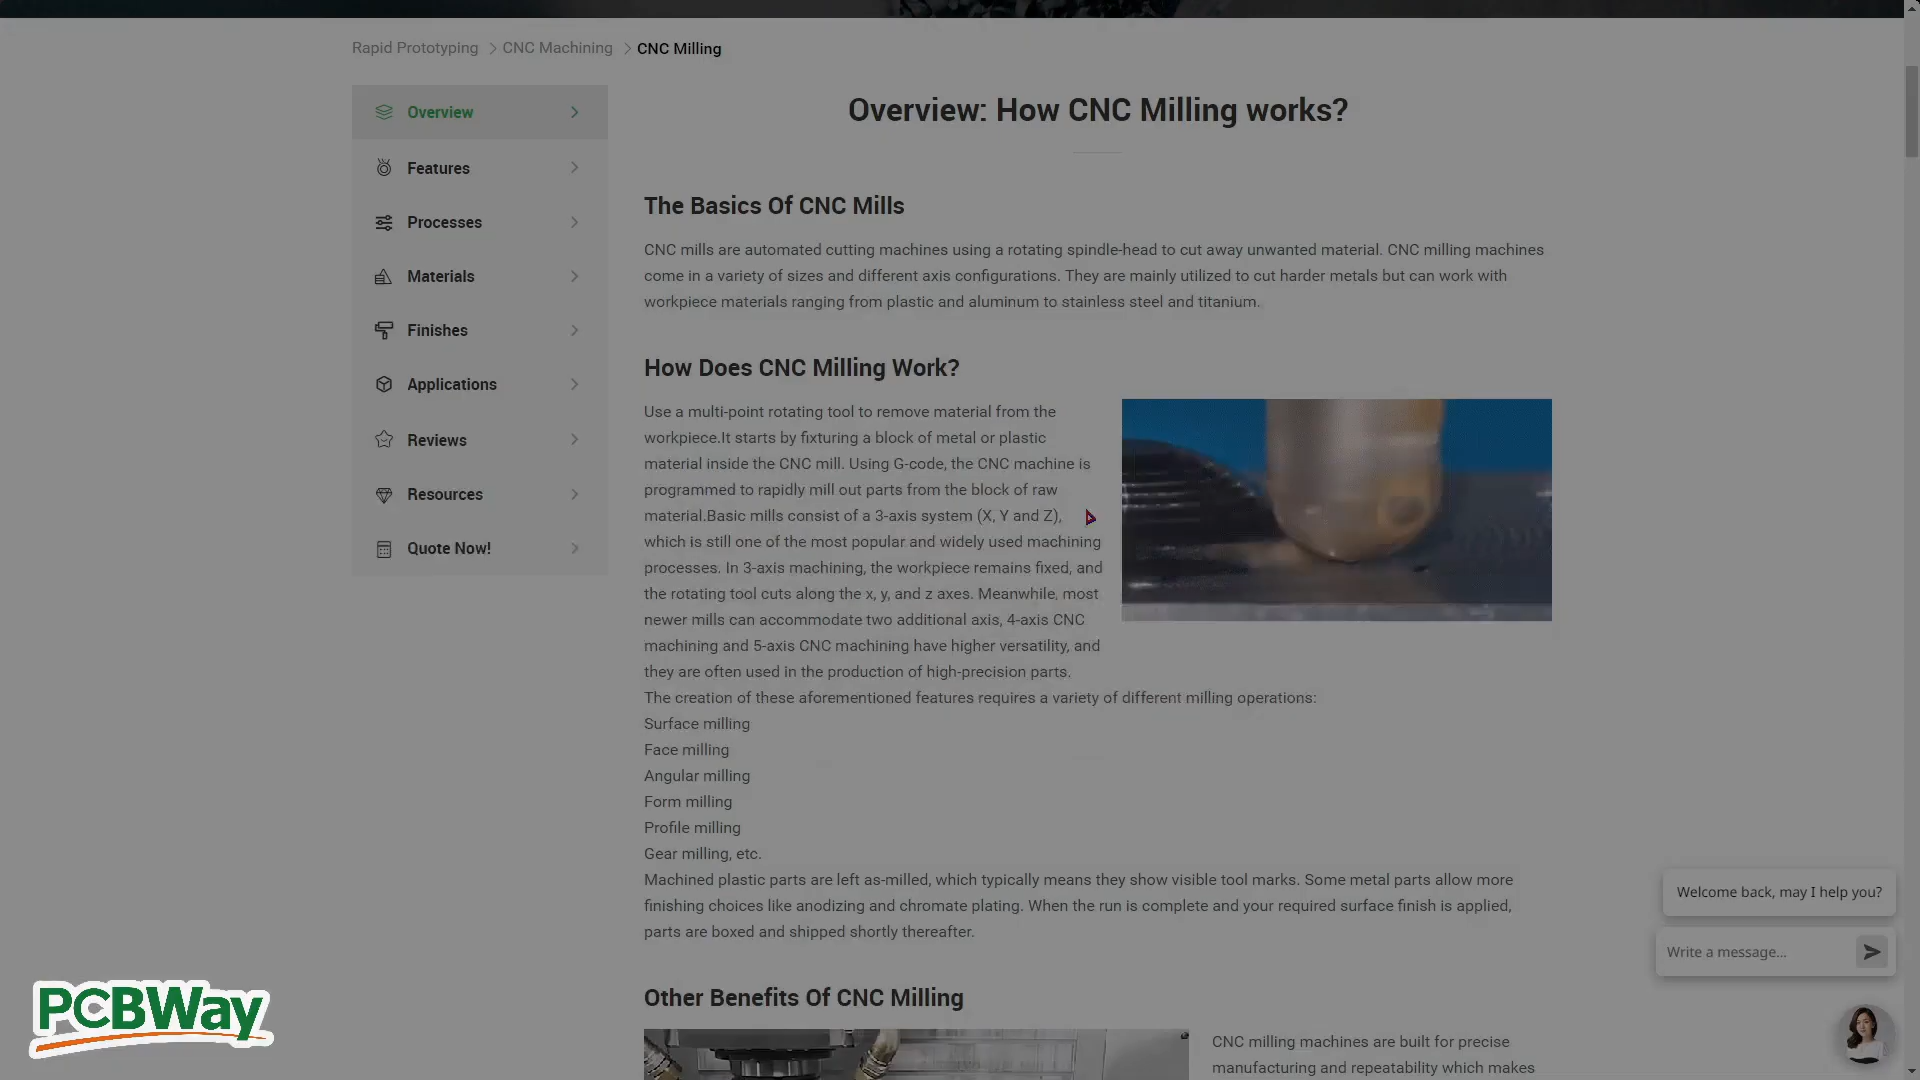 Rapid Prototyping > CNC Machining > CNC Milling
Overview
Features
Processes
Materials
Finishes
Applications
Reviews
Resources
Quote Now!
Overview: How CNC Milling works?
The Basics Of CNC Mills
CNC mills are automated cutting machines using a rotating spindle-head to cut away unwanted material. CNC milling machines
come in a variety of sizes and different axis configurations. They are mainly utilized to cut harder metals but can work with
workpiece materials ranging from plastic and aluminum to stainless steel and titanium.
How Does CNC Milling Work?
Use a multi-point rotating tool to remove material from the
workpiece.It starts by fixturing a block of metal or plastic
material inside the CNC mill. Using G-code, the CNC machine is
programmed to rapidly mill out parts from the block of raw
material.Basic mills consist of a 3-axis system (X, Y and Z),
which is still one of the most popular and widely used machining
processes. In 3-axis machining, the workpiece remains fixed, and
the rotating tool cuts along the x, y, and z axes. Meanwhile, most
newer mills can accommodate two additional axis, 4-axis CNC
machining and 5-axis CNC machining have higher versatility, and
they are often used in the production of high-precision parts.
The creation of these aforementioned features requires a variety of different milling operations:
Surface milling
Face milling
Angular milling
Form milling
Profile milling
Gear milling, etc.
Machined plastic parts are left as-milled, which typically means they show visible tool marks. Some metal parts allow more
finishing choices like anodizing and chromate plating. When the run is complete and your required surface finish is applied,
parts are boxed and shipped shortly thereafter.
Other Benefits Of CNC Milling
CNC milling machines are built for precise
manufacturing and repeatability which makes
Welcome back, may I help you?
Write a message...
PCBWay